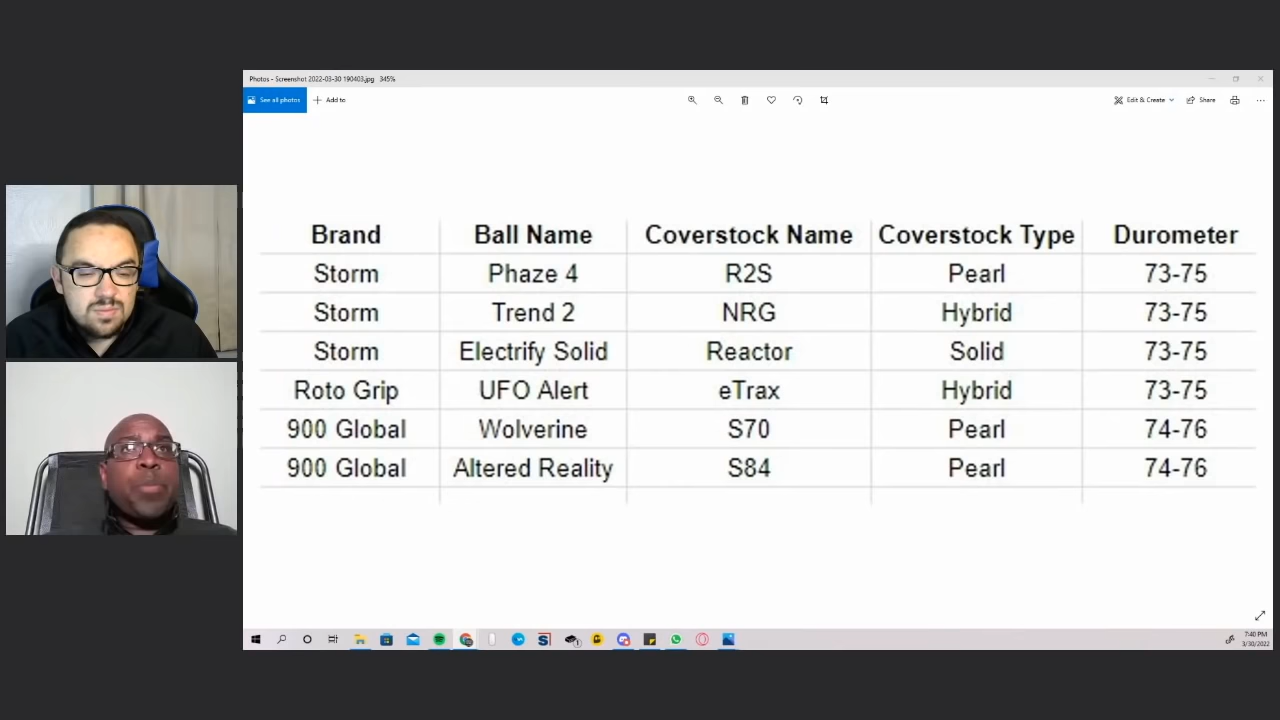 Photos - Screenshot 2022-03-30 190403.jpg 345%
See all photos + Add to Edit & Create Share
Brand Ball Name Coverstock Name Coverstock Type Durometer
Storm Phaze 4 R2S Pearl 73-75
Storm Trend 2 NRG Hybrid 73-75
Storm Electrify Solid Reactor Solid 73-75
Roto Grip UFO Alert eTrax Hybrid 73-75
900 Global Wolverine S70 Pearl 74-76
900 Global Altered Reality S84 Pearl 74-76
7:40 PM
3/30/2022